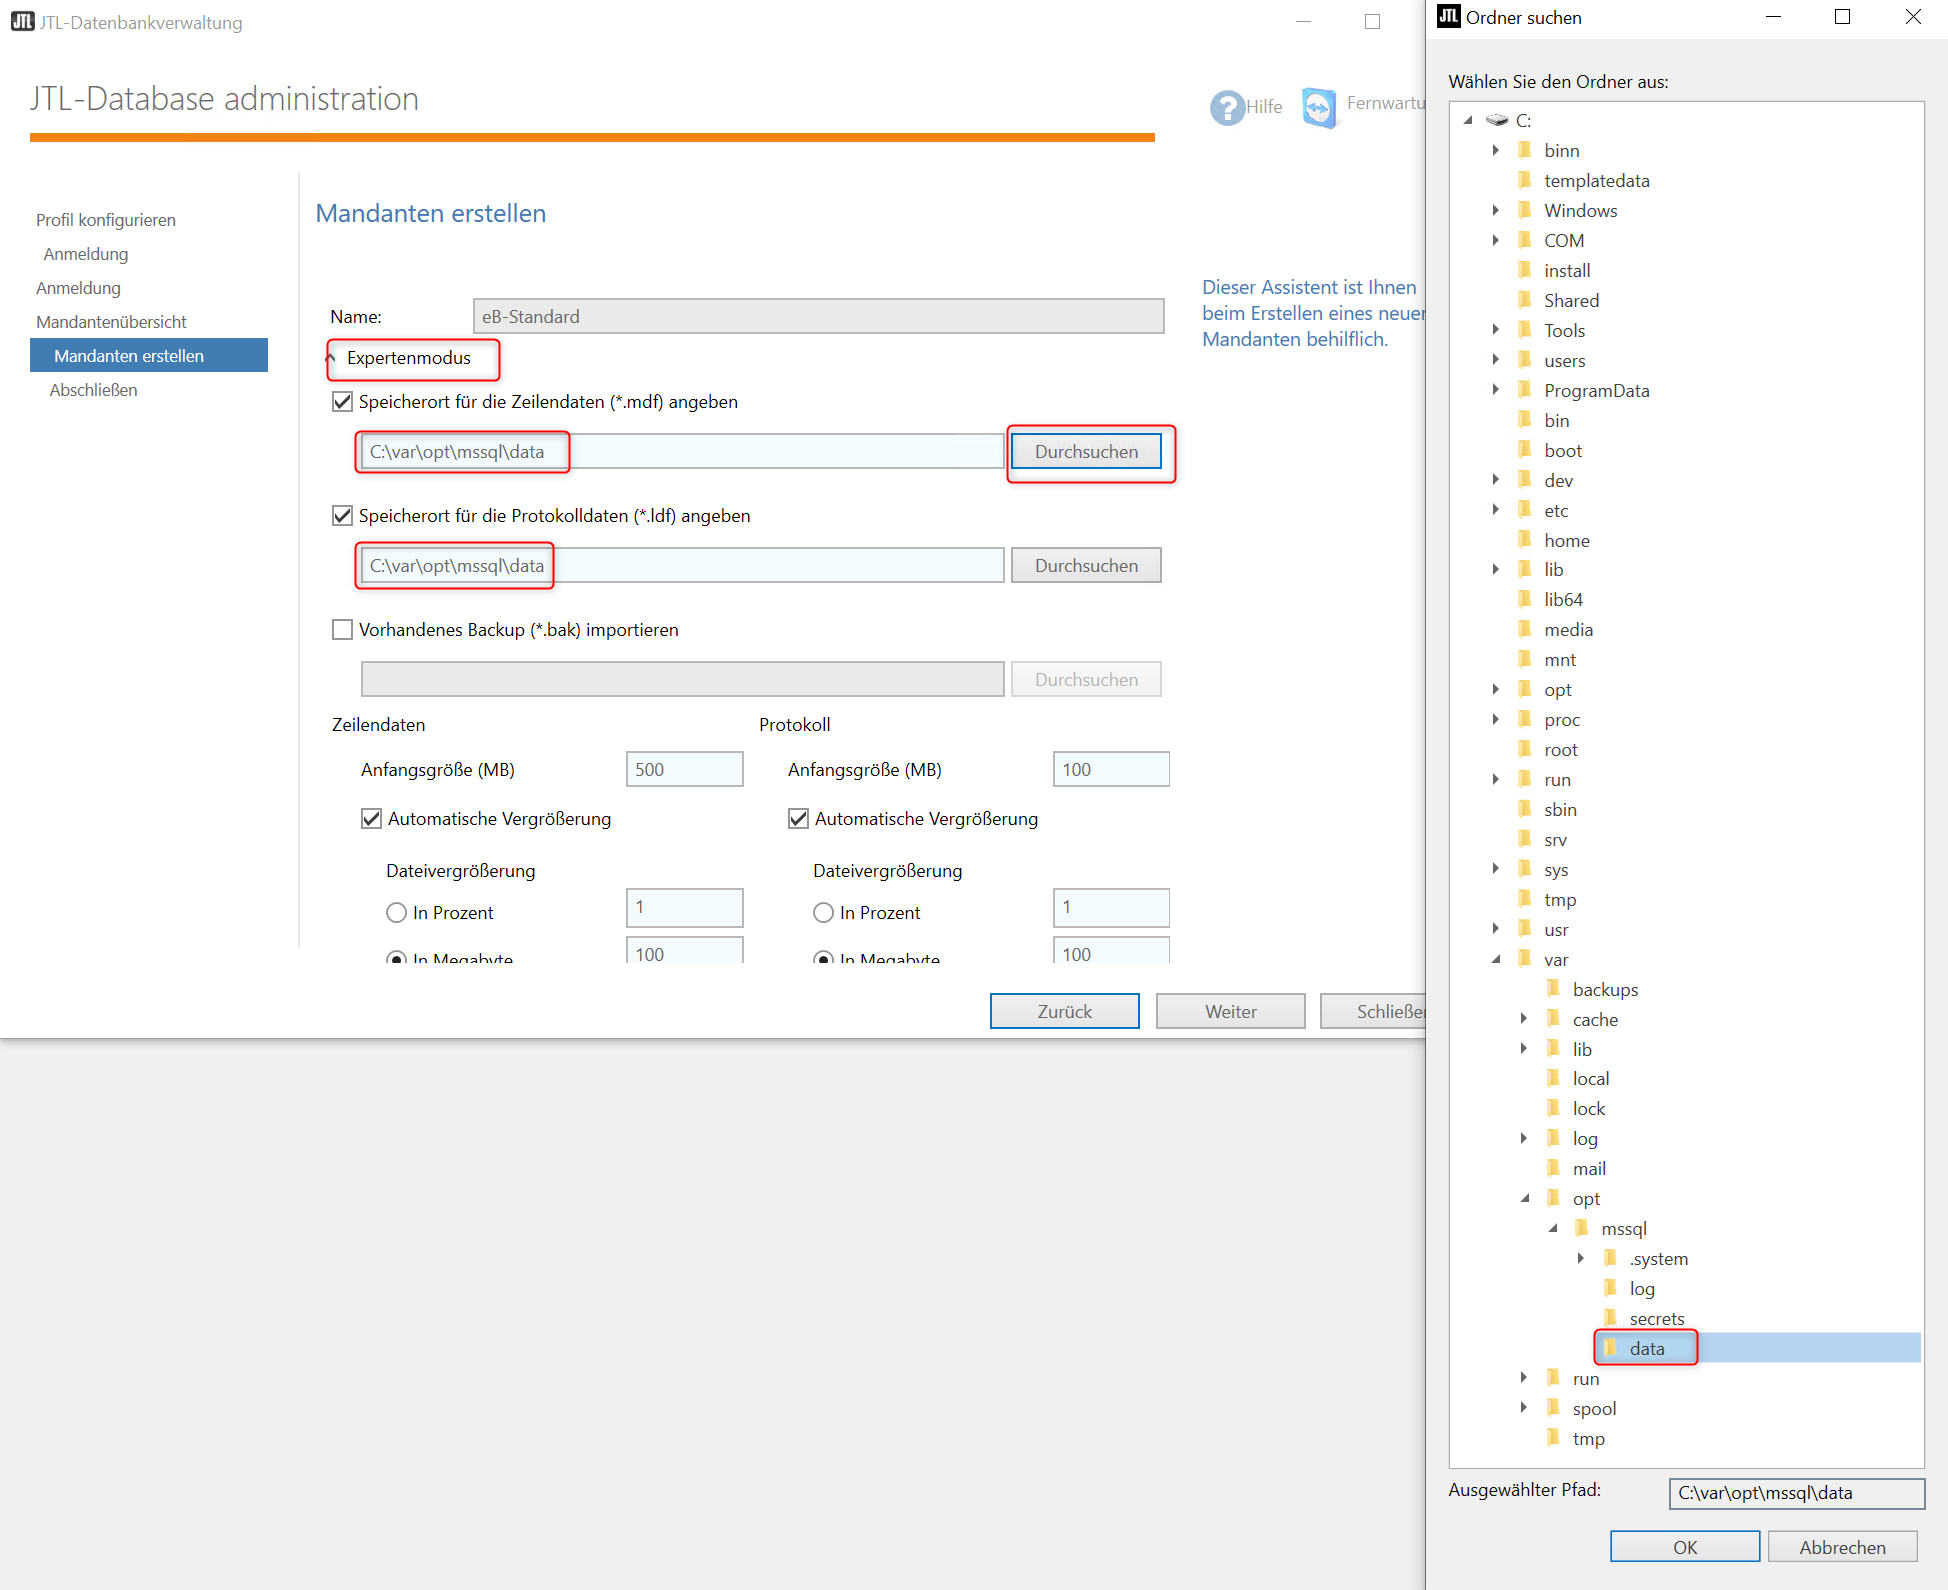 JTL JTL-Datenbankverwaltung
JTL-Database administration
Hilfe
Fernwartu
Profil konfigurieren
Anmeldung
Anmeldung
Mandantenübersicht
Mandanten erstellen
Abschließen
Mandanten erstellen
Dieser Assistent ist Ihnen
beim Erstellen eines neuer
Mandanten behilflich.
Name: eB-Standard
Expertenmodus
Speicherort für die Zeilendaten (*.mdf) angeben
C:\var\opt\mssql\data Durchsuchen
Speicherort für die Protokolldaten (*.ldf) angeben
C:\var\opt\mssql\data Durchsuchen
Vorhandenes Backup (*.bak) importieren
Durchsuchen
Zeilendaten Protokoll
Anfangsgröße (MB) 500 Anfangsgröße (MB) 100
Automatische Vergrößerung Automatische Vergrößerung
Dateivergrößerung Dateivergrößerung
In Prozent 1 In Prozent 1
In Megabyte 100 In Megabyte 100
Zurück Weiter Schließe
JTL Ordner suchen
Wählen Sie den Ordner aus:
C:
binn
templatedata
Windows
COM
install
Shared
Tools
users
ProgramData
bin
boot
dev
etc
home
lib
lib64
media
mnt
opt
proc
root
run
sbin
srv
sys
tmp
usr
var
backups
cache
lib
local
lock
log
mail
opt
mssql
.system
log
secrets
data
run
spool
tmp
Ausgewählter Pfad: C:\var\opt\mssql\data
OK Abbrechen